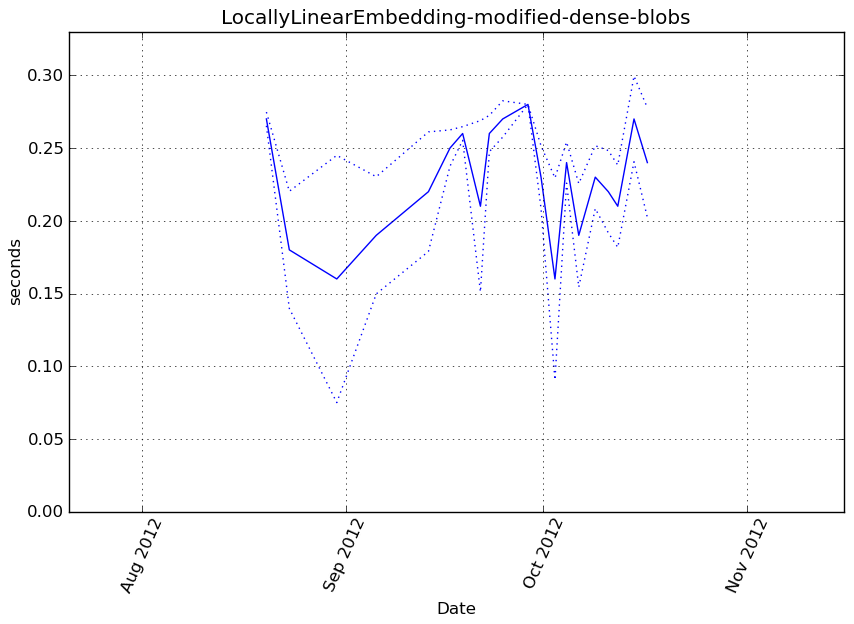 LocallyLinearEmbedding-modified-dense-blobs
0.30
0.25
0.20
0.15
0.10
0.05
0.00
seconds
Aug 2012
Sep 2012
Oct 2012
Nov 2012
Date